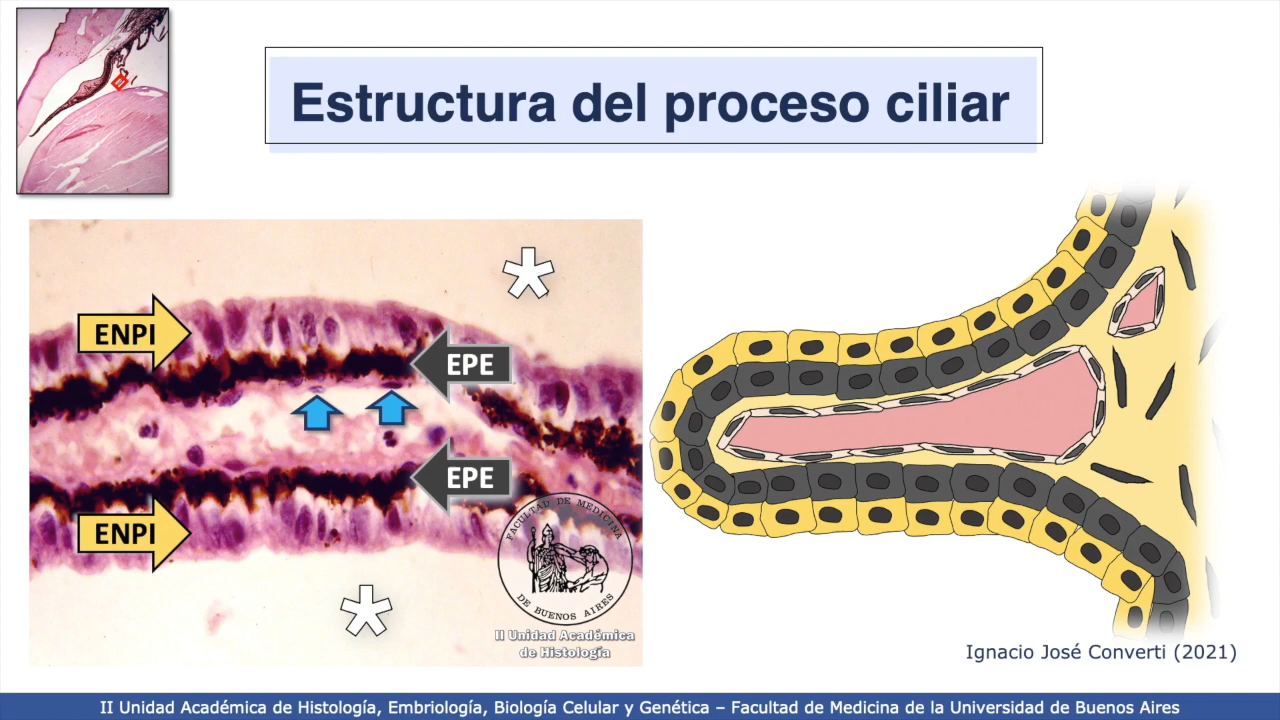 Estructura del proceso ciliar
ENPI
EPE
EPE
ENPI
FACULTAD DE MEDICINA
DE BUENOS AIRES
II Unidad Académica
de Histología
Ignacio José Converti (2021)
II Unidad Académica de Histología, Embriología, Biología Celular y Genética – Facultad de Medicina de la Universidad de Buenos Aires